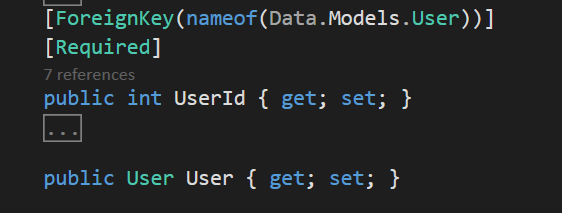 [ForeignKey(nameof(Data.Models.User))]
[Required]
7 references
public int UserId { get; set; }
...
public User User { get; set; }